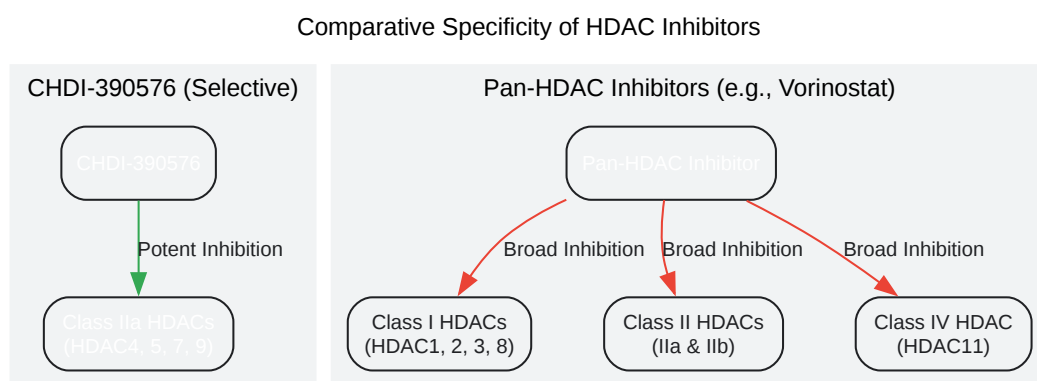 Comparative Specificity of HDAC Inhibitors
CHDI-390576 (Selective)
CHDI-390576
Potent Inhibition
Class IIa HDACs
(HDAC4, 5, 7, 9)
Pan-HDAC Inhibitors (e.g., Vorinostat)
Pan-HDAC Inhibitor
Broad Inhibition
Broad Inhibition
Broad Inhibition
Class I HDACs
(HDAC1, 2, 3, 8)
Class II HDACs
(IIa & IIb)
Class IV HDAC
(HDAC11)